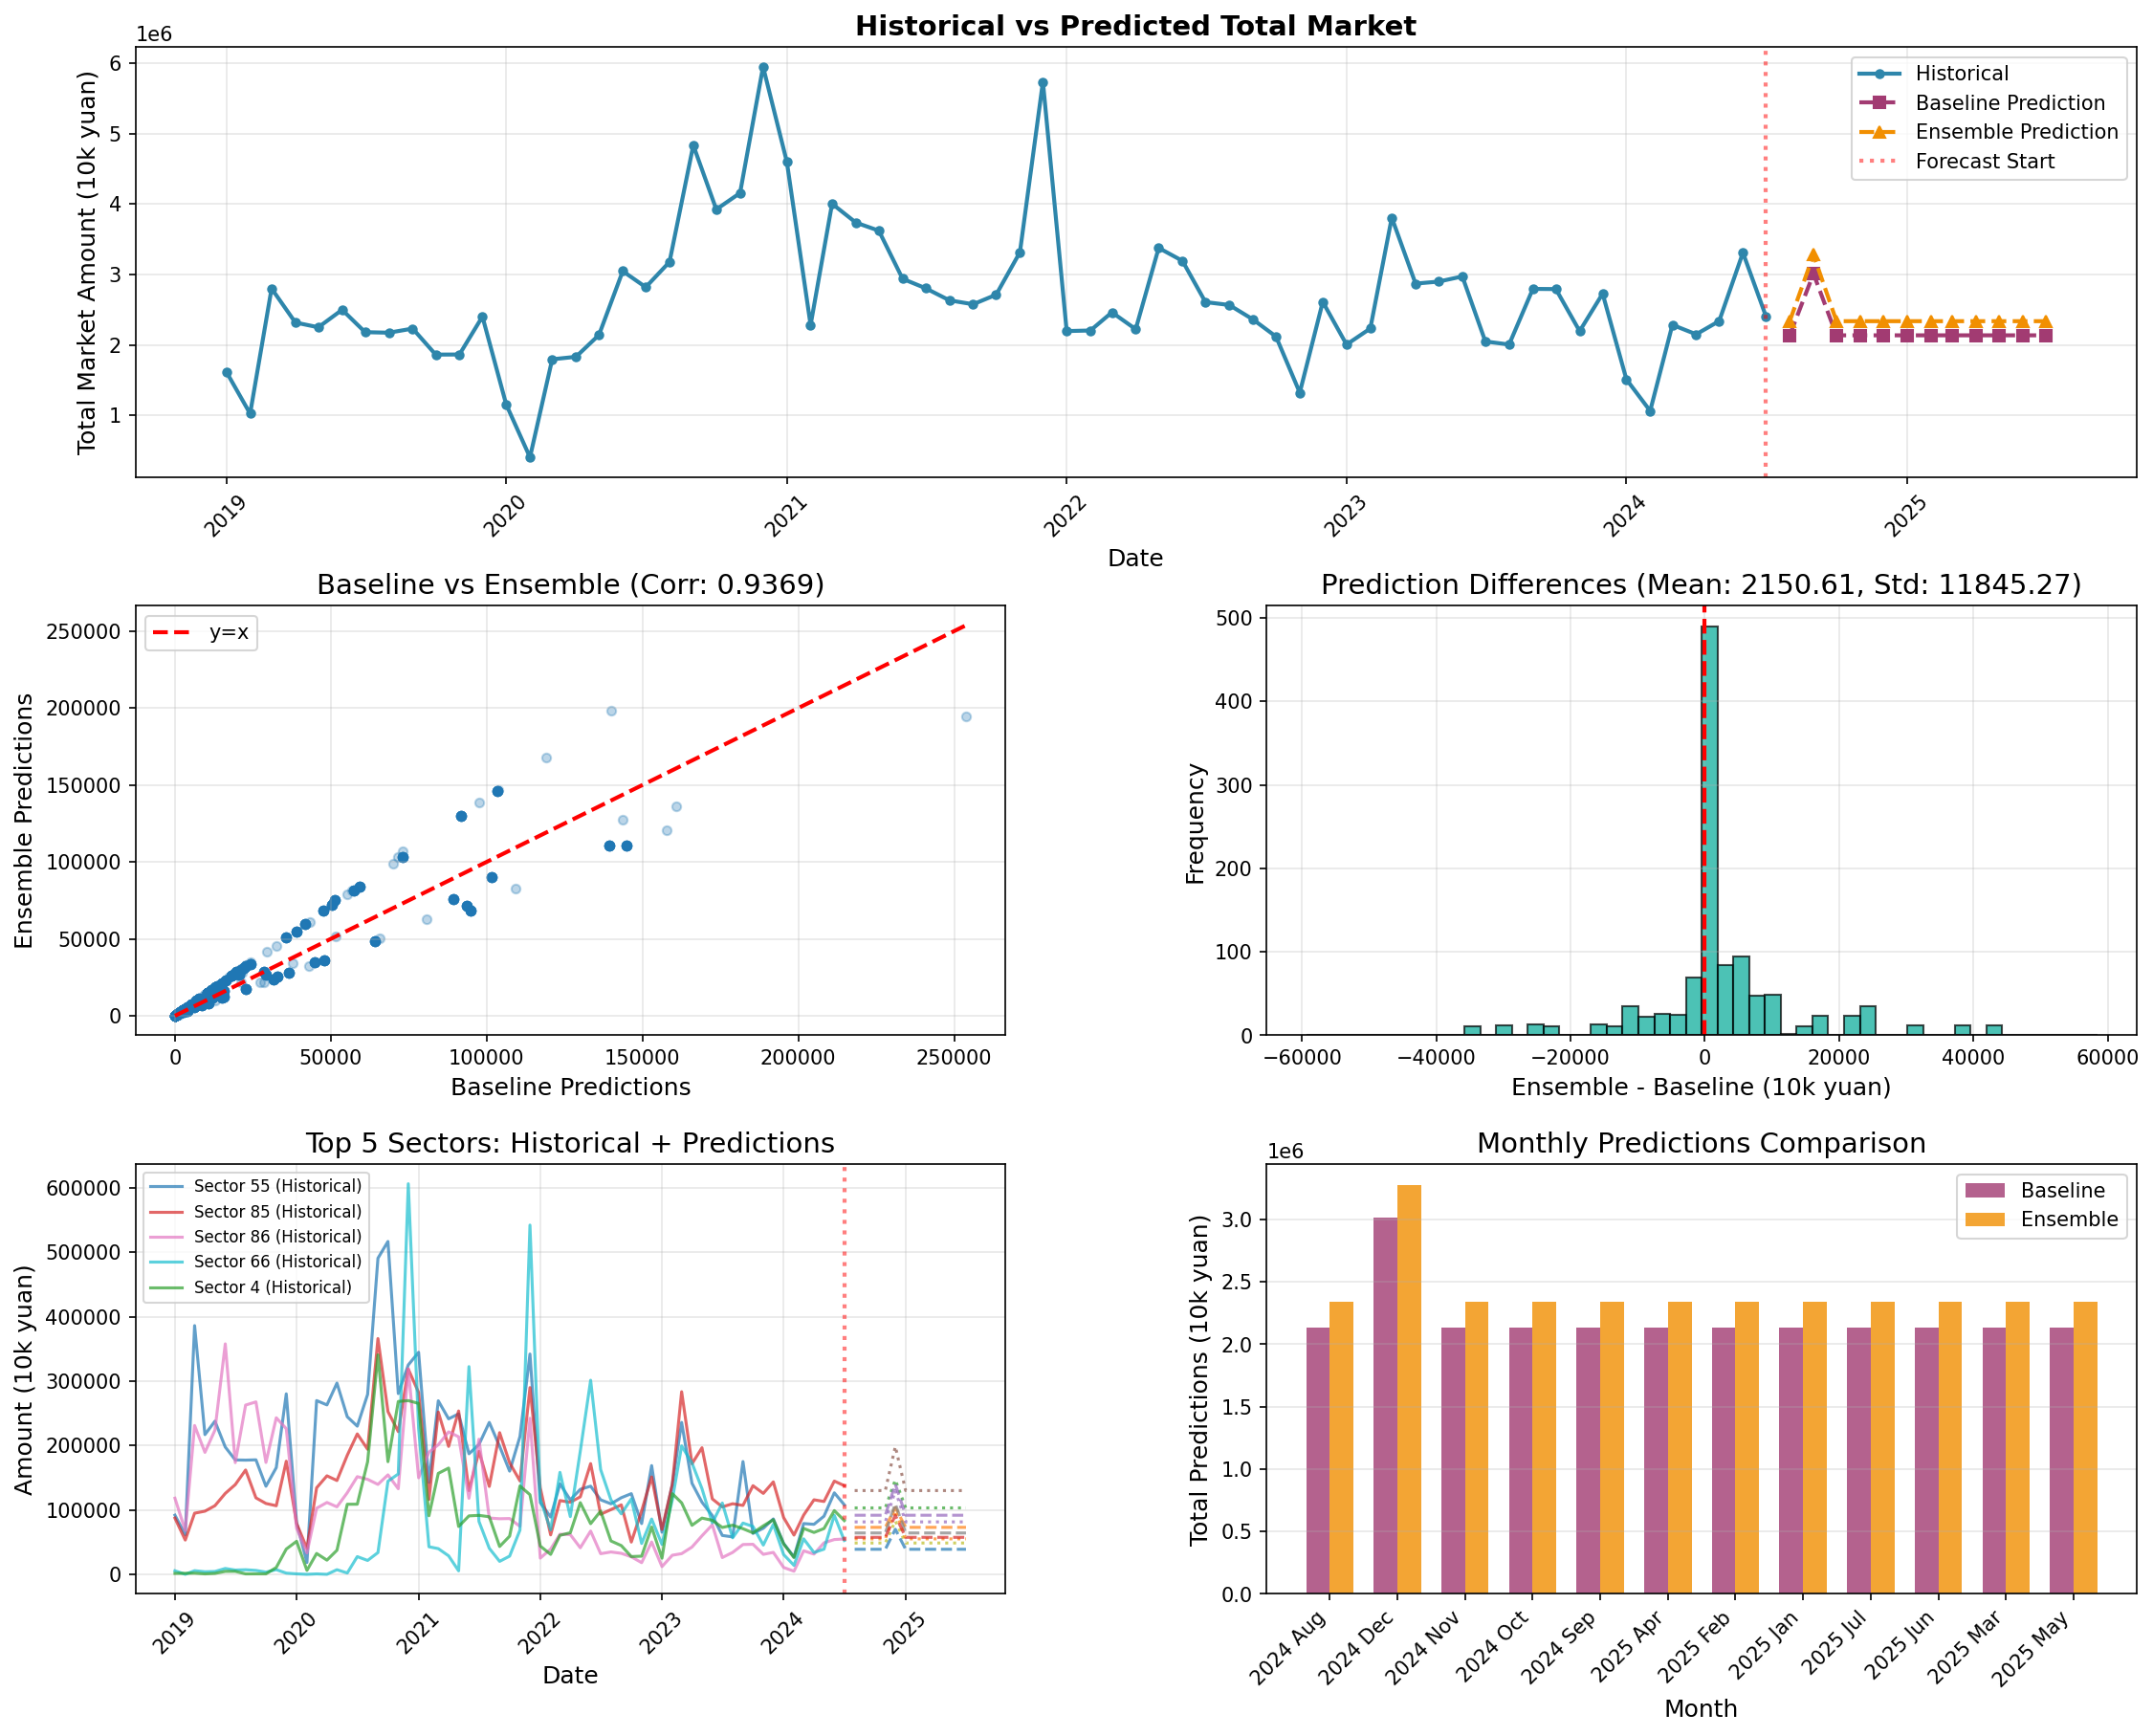 Historical vs Predicted Total Market
1e6
Total Market Amount (10k yuan)
6
5
4
3
2
1
Historical
Baseline Prediction
Ensemble Prediction
Forecast Start
2019
2020
2021
2022
2023
2024
2025
Date
Baseline vs Ensemble (Corr: 0.9369)
Ensemble Predictions
250000
200000
150000
100000
50000
0
y=x
0
50000
100000
150000
200000
250000
Baseline Predictions
Prediction Differences (Mean: 2150.61, Std: 11845.27)
Frequency
500
400
300
200
100
0
−60000
−40000
−20000
0
20000
40000
60000
Ensemble - Baseline (10k yuan)
Top 5 Sectors: Historical + Predictions
Amount (10k yuan)
600000
500000
400000
300000
200000
100000
0
Sector 55 (Historical)
Sector 85 (Historical)
Sector 86 (Historical)
Sector 66 (Historical)
Sector 4 (Historical)
2019
2020
2021
2022
2023
2024
2025
Date
Monthly Predictions Comparison
1e6
Total Predictions (10k yuan)
3.0
2.5
2.0
1.5
1.0
0.5
0.0
Baseline
Ensemble
2024 Aug
2024 Dec
2024 Nov
2024 Oct
2024 Sep
2025 Apr
2025 Feb
2025 Jan
2025 Jul
2025 Jun
2025 Mar
2025 May
Month